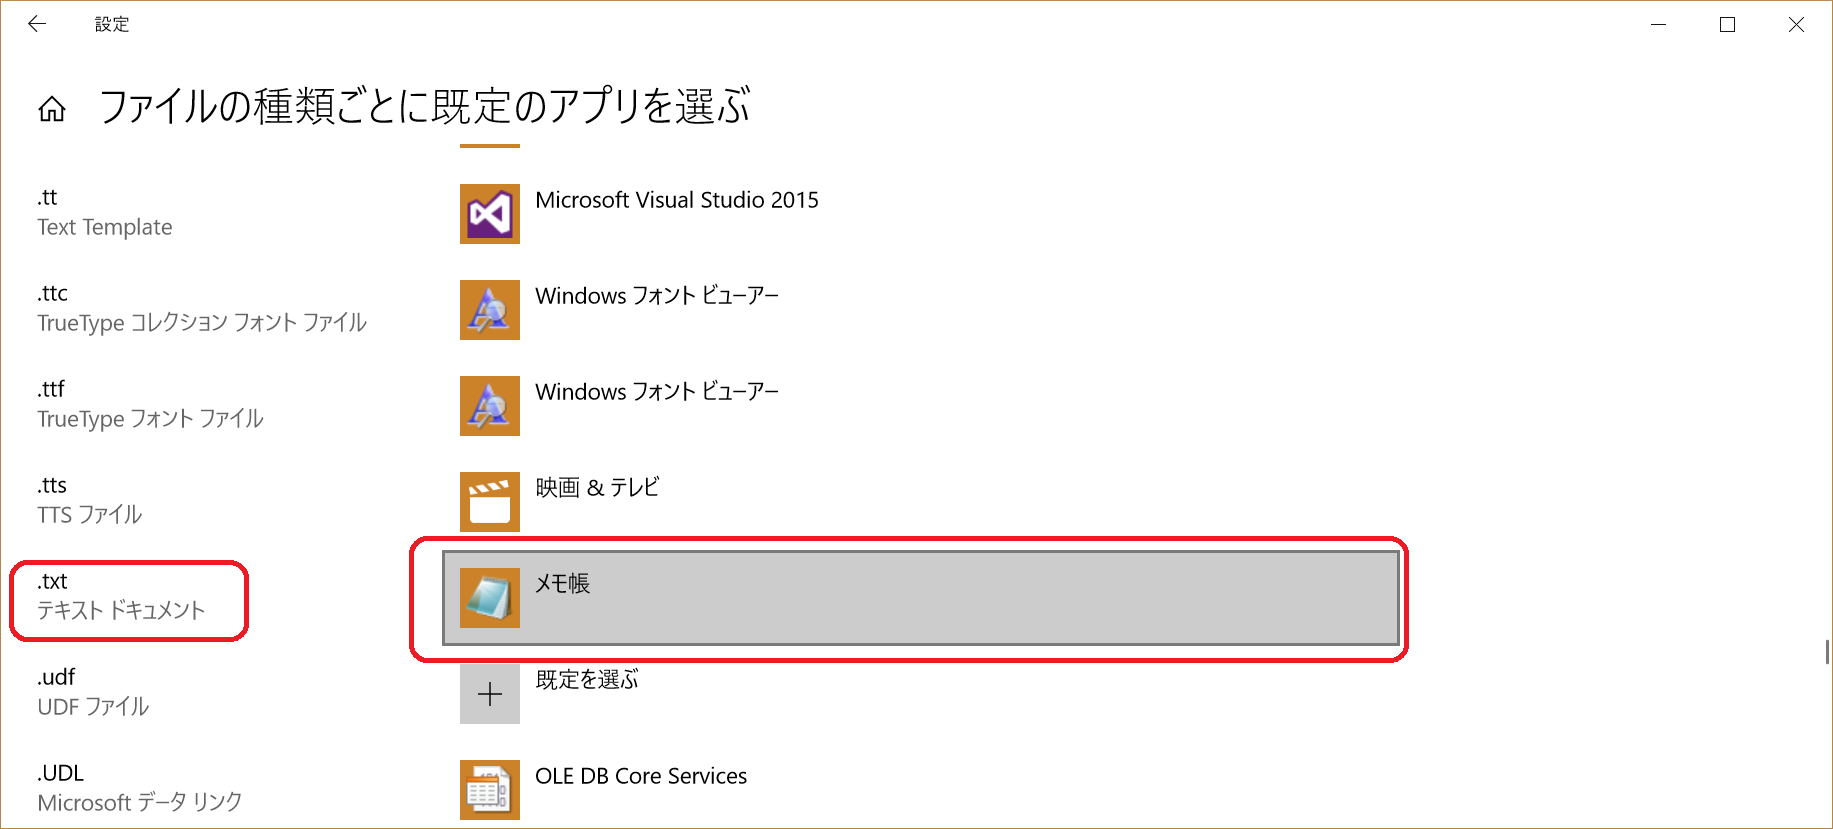 設定
ファイルの種類ごとに既定のアプリを選ぶ
.tt
Text Template
Microsoft Visual Studio 2015
.ttc
TrueType コレクション フォント ファイル
Windows フォント ビューアー
.ttf
TrueType フォント ファイル
Windows フォント ビューアー
.tts
TTS ファイル
映画 & テレビ
.txt
テキスト ドキュメント
メモ帳
.udf
UDF ファイル
既定を選ぶ
.UDL
Microsoft データ リンク
OLE DB Core Services